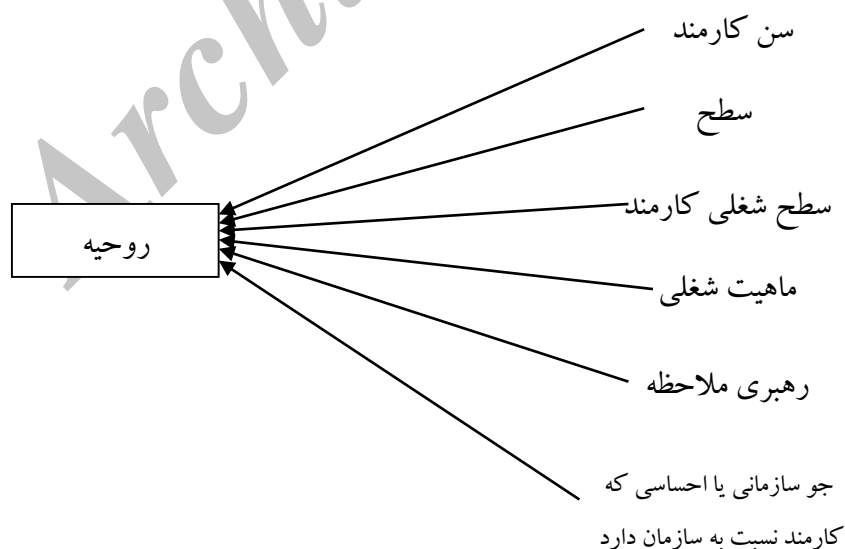 سن کارمند
سطح
سطح شغلی کارمند
روحیه
ماهیت شغلی
رهبری ملاحظه
جو سازمانی یا احساسی که
کارمند نسبت به سازمان دارد